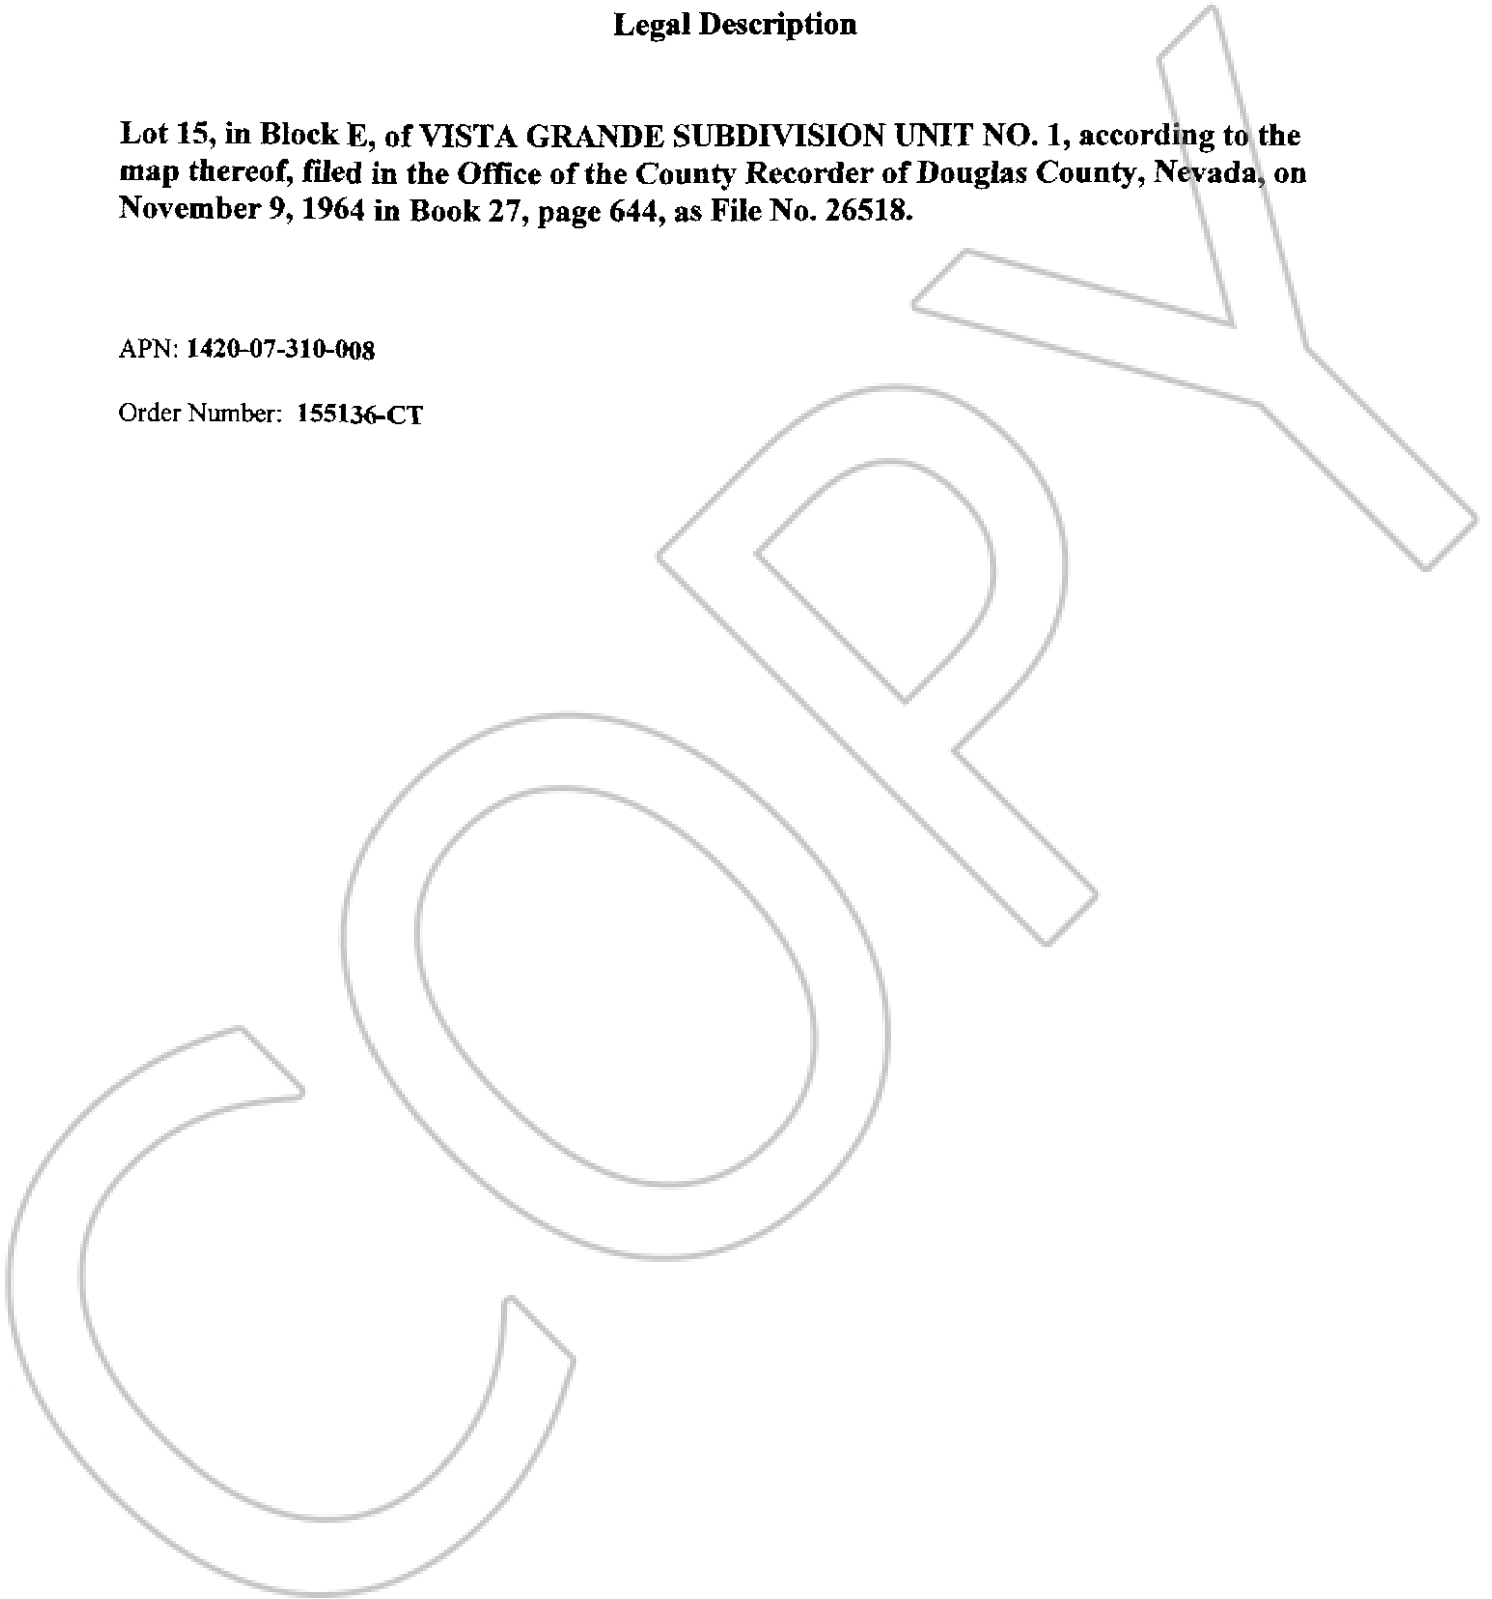 Legal Description
Lot 15, in Block E, of VISTA GRANDE SUBDIVISION UNIT NO. 1, according to the
map thereof, filed in the Office of the County Recorder of Douglas County, Nevada, on
November 9, 1964 in Book 27, page 644, as File No. 26518.
APN: 1420-07-310-008
Order Number: 155136-CT
COPY